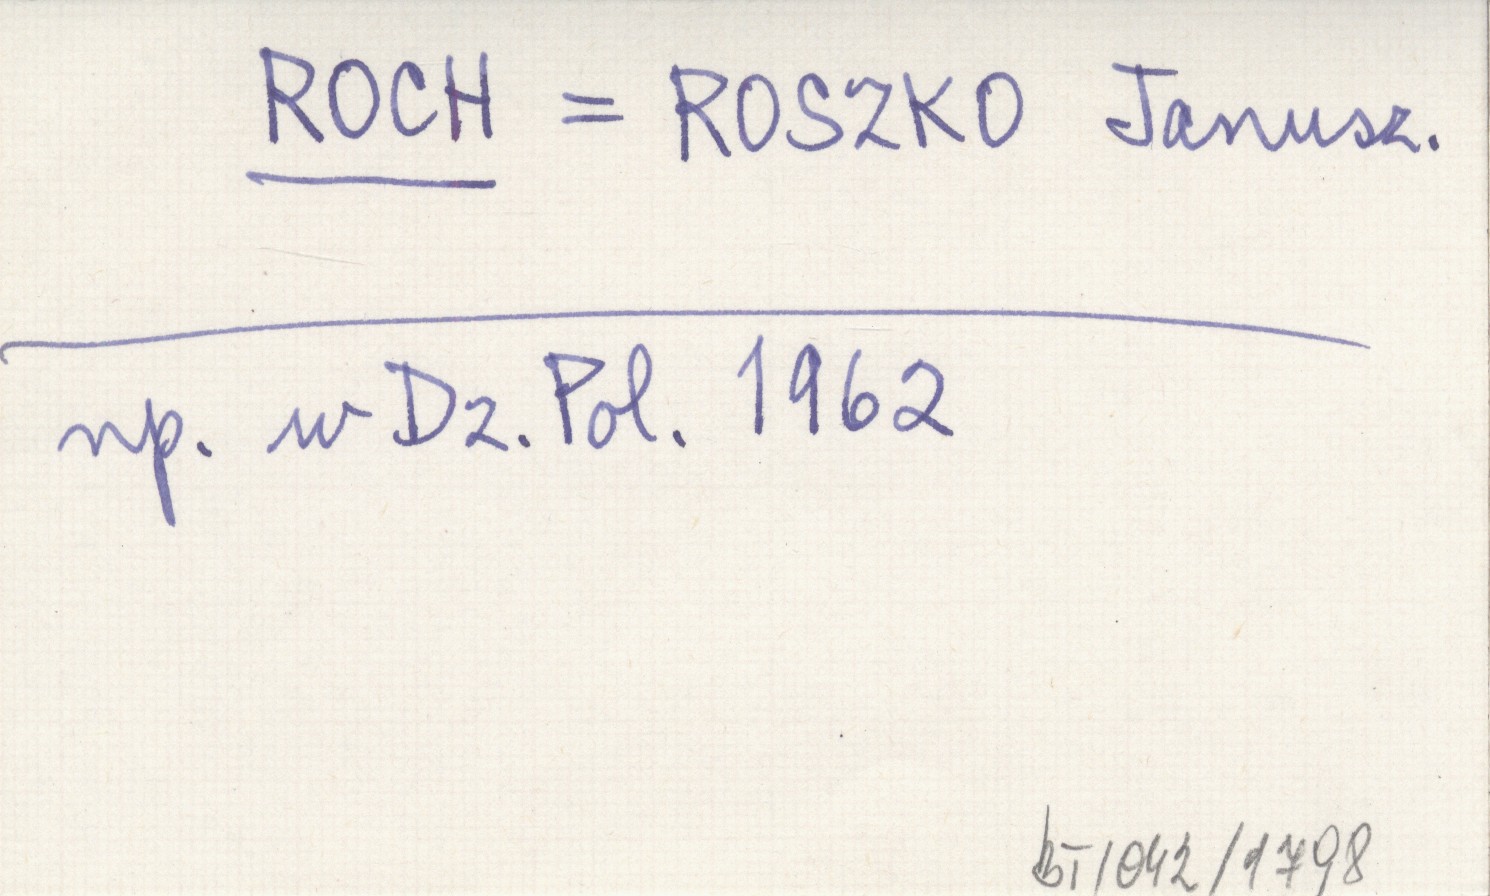 ROCH = ROSZKO Janusz.
np. w Dz. Pol. 1962
bI/042/1798